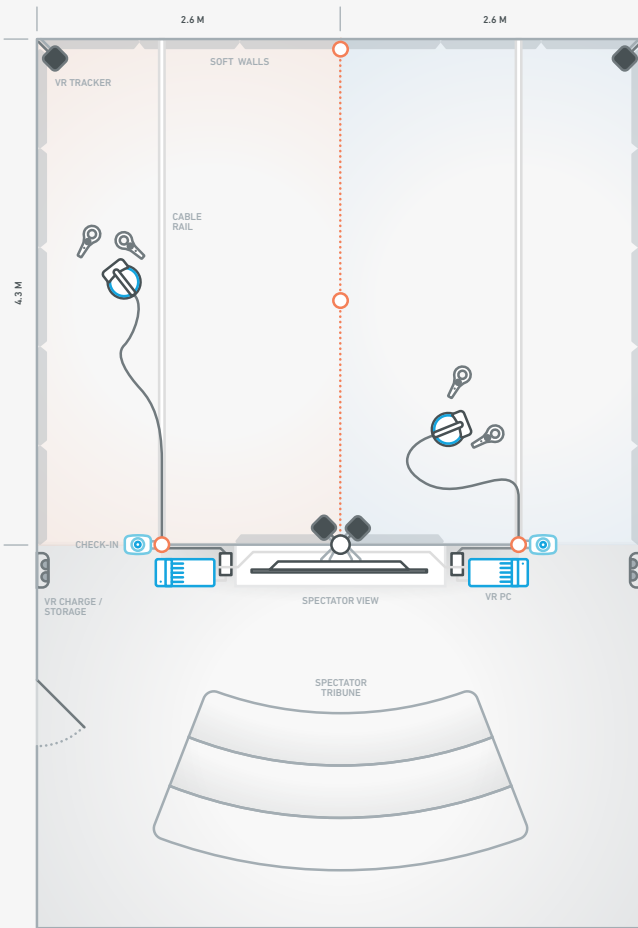 2.6 M
2.6 M
SOFT WALLS
VR TRACKER
CABLE
RAIL
4.3 M
CHECK-IN
VR CHARGE /
STORAGE
SPECTATOR VIEW
VR PC
SPECTATOR
TRIBUNE